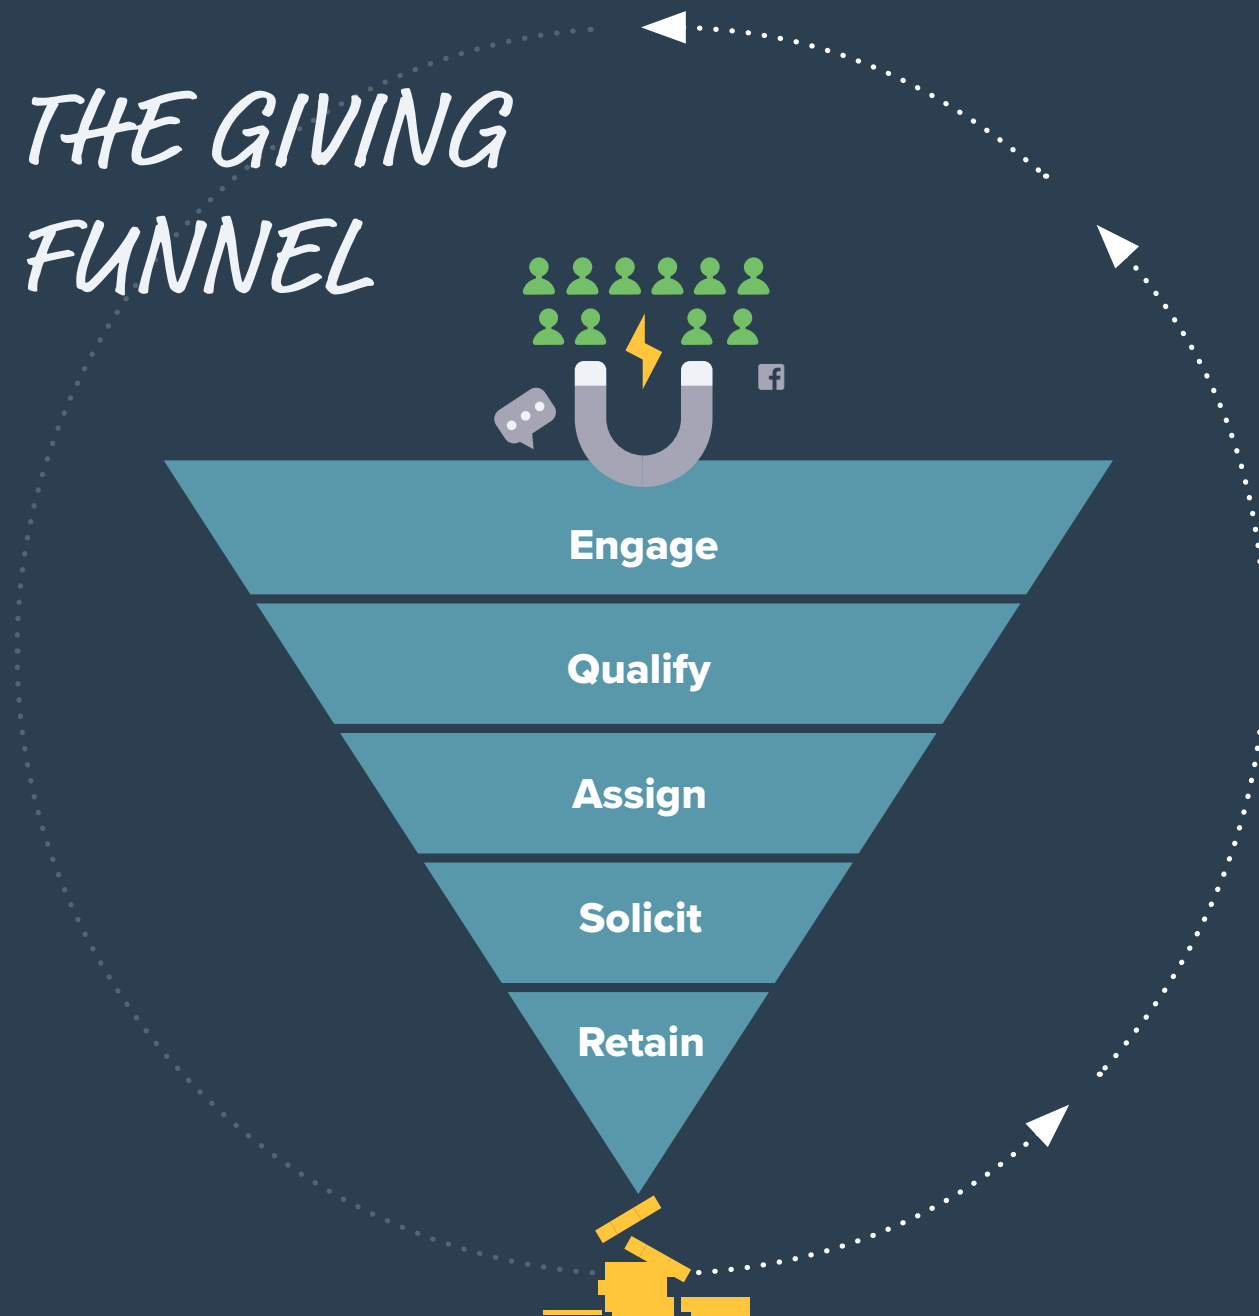 THE GIVING
FUNNEL
Engage
Qualify
Assign
Solicit
Retain